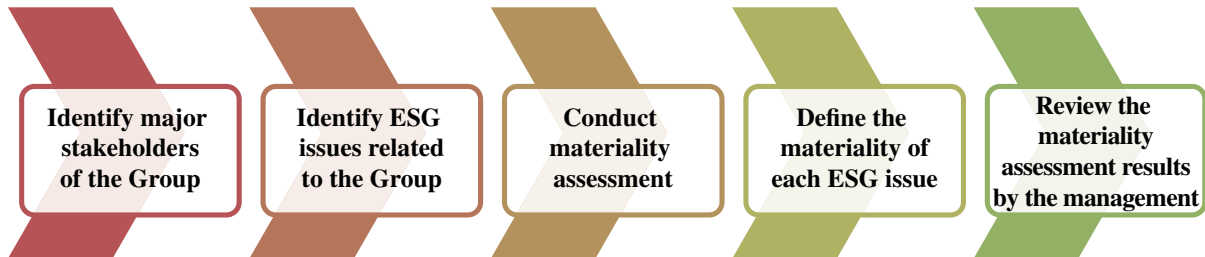 Identify major
stakeholders
of the Group
Identify ESG
issues related
to the Group
Conduct
materiality
assessment
Define the
materiality of
each ESG issue
Review the
materiality
assessment results
by the management